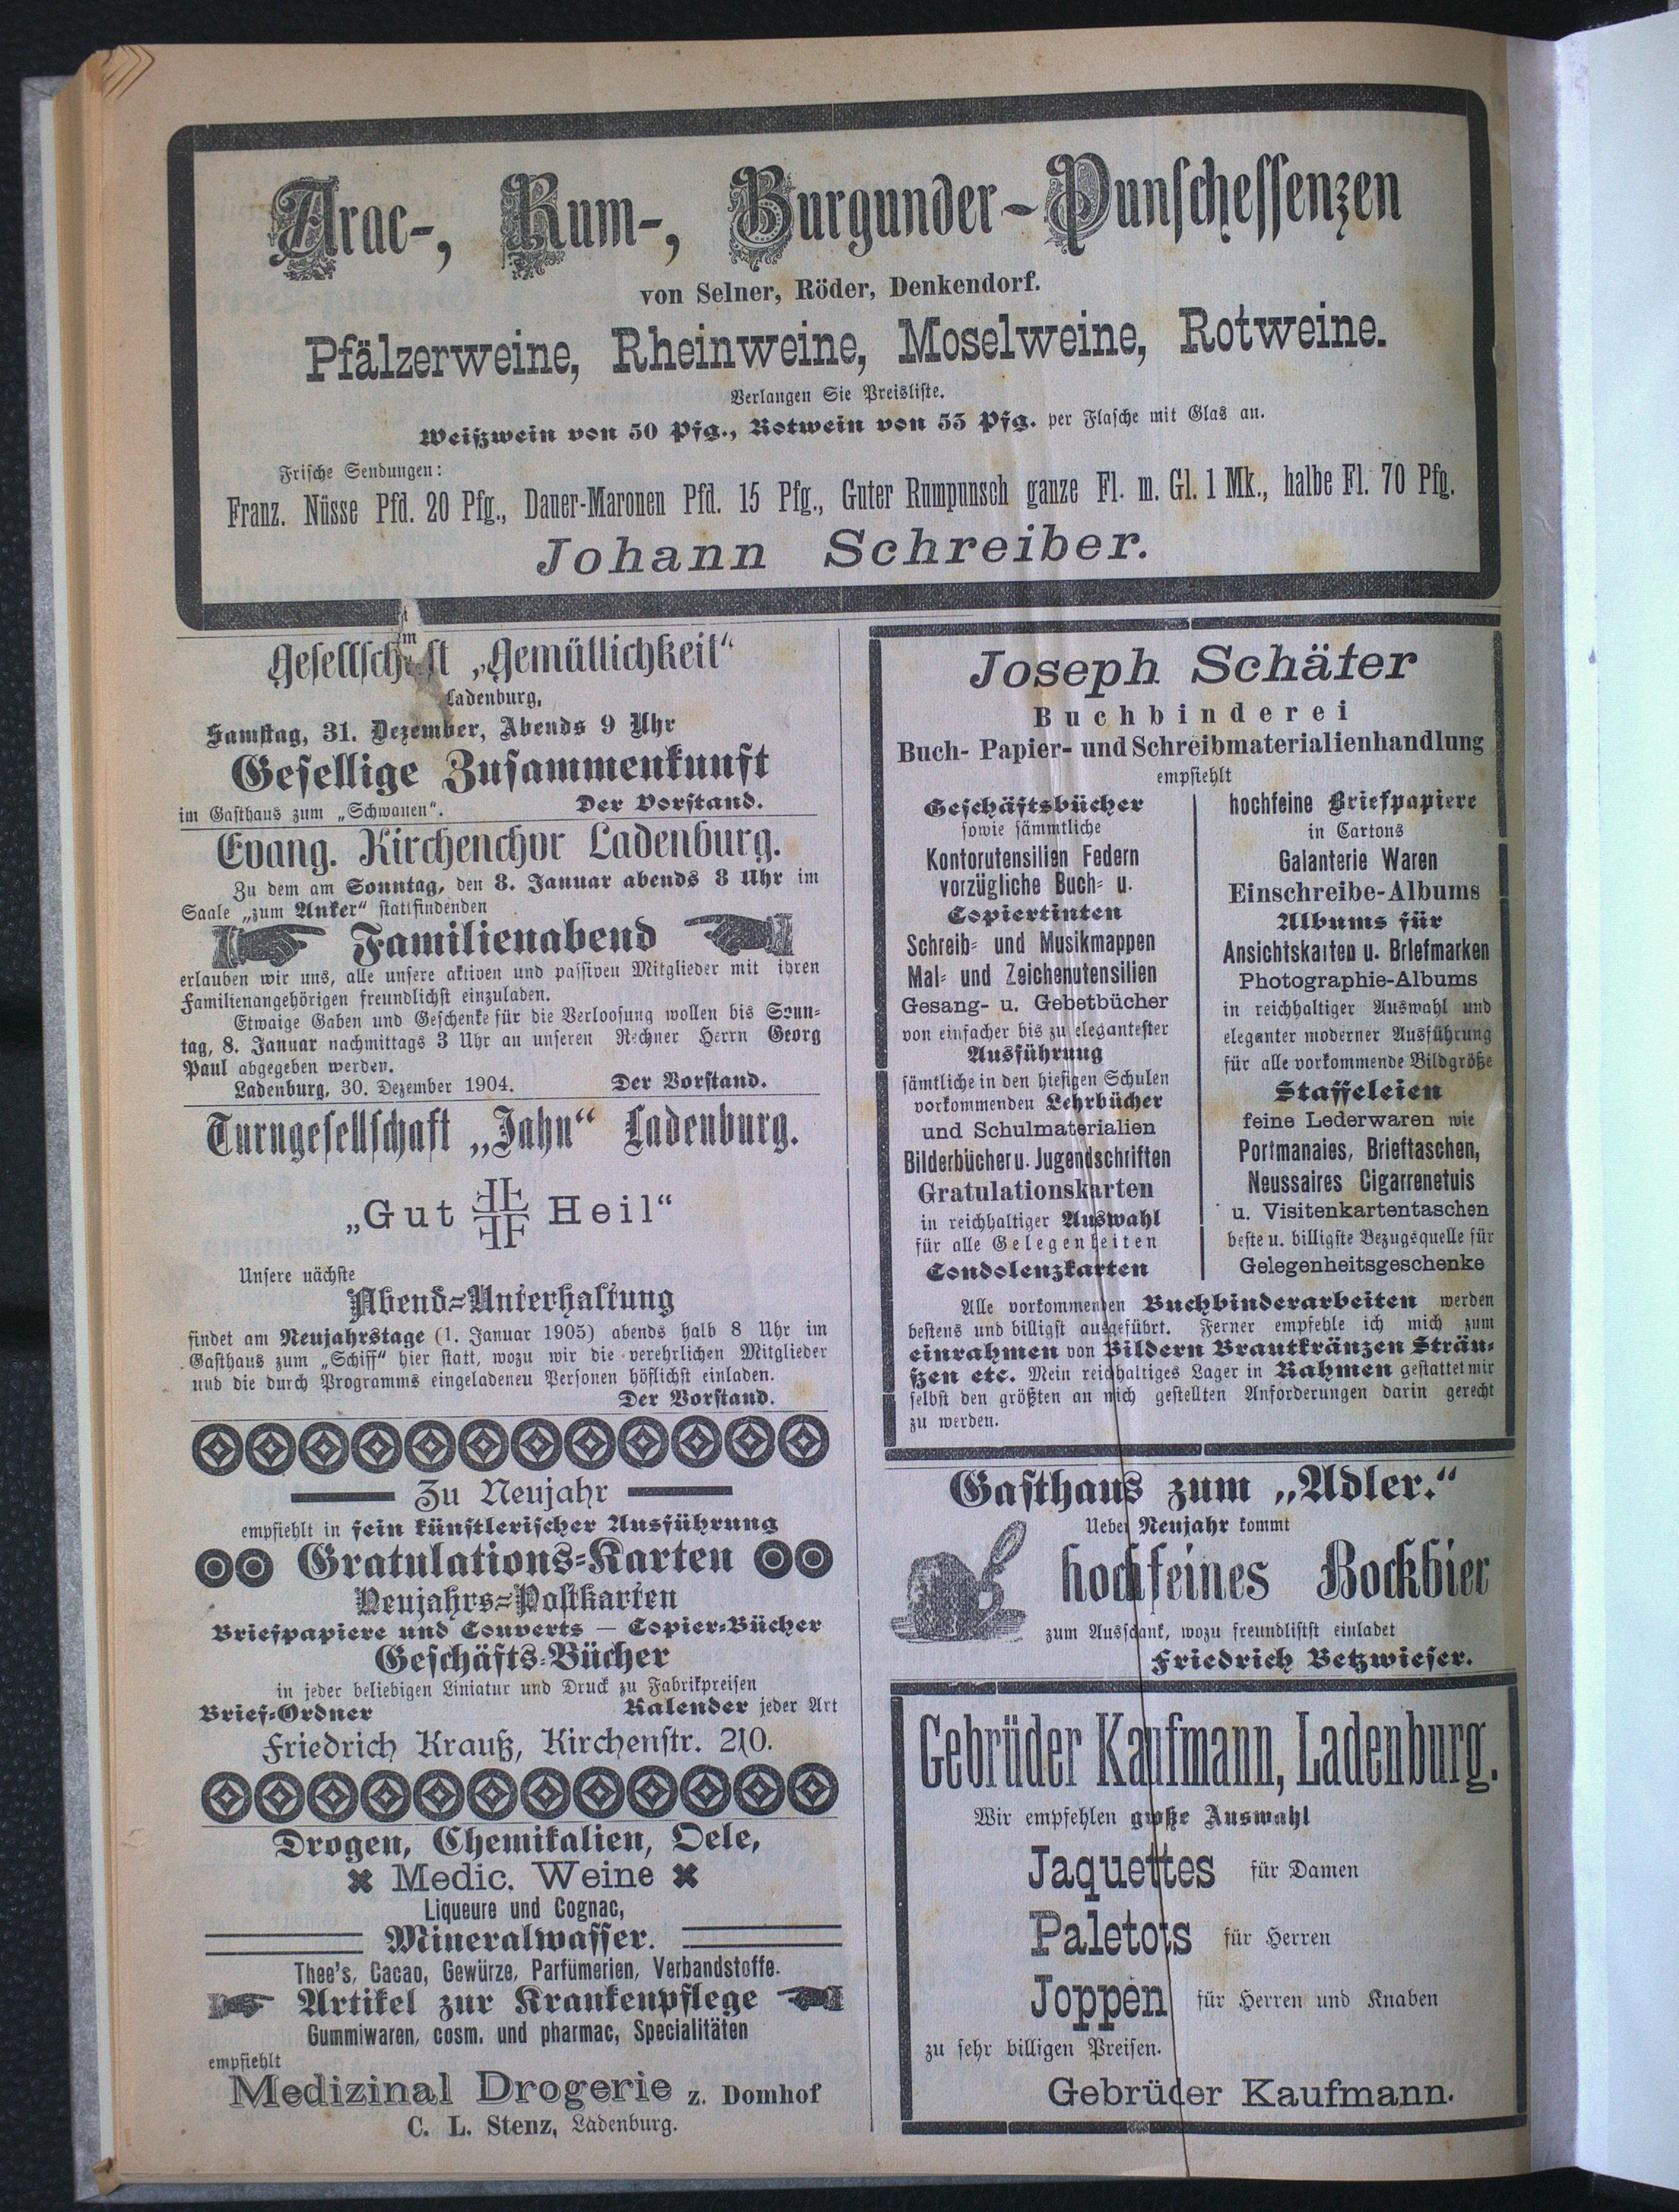 Arac-, Rum-, Burgunder-Punschessenzen
von Selner, Röder, Denkendorf.
Pfälzerweine, Rheinweine, Moselweine, Rotweine.
Verlangen Sie Preisliste.
Weißwein von 50 Pfg., Rotwein von 55 Pfg. per Flasche mit Glas an.
Frische Sendungen:
Franz. Nüsse Pfd. 20 Pfg., Dauer-Maronen Pfd. 15 Pfg., Guter Rumpunsch ganze Fl. m. Gl. 1 Mk., halbe Fl. 70 Pfg.
Johann Schreiber.
Gesellschaft „Gemütlichkeit“
Ladenburg,
Samstag, 31. Dezember, Abends 9 Uhr
Gesellige Zusammenkunft
im Gasthaus zum „Schwanen“. Der Vorstand.
Evang. Kirchenchor Ladenburg.
Zu dem am Sonntag, den 8. Januar abends 8 Uhr im
Saale „zum Anker“ stattfindenden
Familienabend
erlauben wir uns, alle unsere aktiven und passiven Mitglieder mit ihren
Familienangehörigen freundlichst einzuladen.
Etwaige Gaben und Geschenke für die Verloosung wollen bis Sonn-
tag, 8. Januar nachmittags 3 Uhr an unseren Rechner Herrn Georg
Paul abgegeben werden.
Ladenburg, 30. Dezember 1904. Der Vorstand.
Turngesellschaft „Jahn“ Ladenburg.
„Gut Heil“
Unsere nächste
Abend-Unterhaltung
findet am Neujahrstage (1. Januar 1905) abends halb 8 Uhr im
Gasthaus zum „Schiff“ hier statt, wozu wir die verehrlichen Mitglieder
und die durch Programms eingeladenen Personen höflichst einladen.
Der Vorstand.
Zu Neujahr
empfiehlt in fein künstlerischer Ausführung
Gratulations-Karten
Neujahrs-Postkarten
Briefpapiere und Couverts — Copier-Bücher
Geschäfts-Bücher
in jeder beliebigen Liniatur und Druck zu Fabrikpreisen
Brief-Ordner Kalender jeder Art
Friedrich Krauß, Kirchenstr. 210.
Drogen, Chemikalien, Oele,
Medic. Weine
Liqueure und Cognac,
Mineralwasser.
Thee's, Cacao, Gewürze, Parfümerien, Verbandstoffe.
Artikel zur Krankenpflege
Gummiwaren, cosm. und pharmac, Specialitäten
empfiehlt
Medizinal Drogerie z. Domhof
C. L. Stenz, Ladenburg.
Joseph Schäfer
Buchbinderei
Buch- Papier- und Schreibmaterialienhandlung
empfiehlt
Geschäftsbücher
sowie sämmtliche
Kontorutensilien Federn
vorzügliche Buch- u.
Copiertinten
Schreib- und Musikmappen
Mal- und Zeichenutensilien
Gesang- u. Gebetbücher
von einfacher bis zu elegantester
Ausführung
sämtliche in den hiesigen Schulen
vorkommenden Lehrbücher
und Schulmaterialien
Bilderbücher u. Jugendschriften
Gratulationskarten
in reichhaltiger Auswahl
für alle Gelegenheiten
Condolenzkarten
hochfeine Briefpapiere
in Cartons
Galanterie Waren
Einschreibe-Albums
Albums für
Ansichtskarten u. Briefmarken
Photographie-Albums
in reichhaltiger Auswahl und
eleganter moderner Ausführung
für alle vorkommende Bildgröße
Staffeleien
feine Lederwaren wie
Portmanaies, Brieftaschen,
Neussaires Cigarrenetuis
u. Visitenkartentaschen
beste u. billigste Bezugsquelle für
Gelegenheitsgeschenke
Alle vorkommenden Buchbinderarbeiten werden
bestens und billigst ausgeführt. Ferner empfehle ich mich zum
einrahmen von Bildern Brautkränzen Sträu-
ßen etc. Mein reichhaltiges Lager in Rahmen gestattet mir
selbst den größten an mich gestellten Anforderungen darin gerecht
zu werden.
Gasthaus zum „Adler.“
Ueber Neujahr kommt
hochfeines Bockbier
zum Ausschank, wozu freundlistst einladet
Friedrich Betzwieser.
Gebrüder Kaufmann, Ladenburg.
Wir empfehlen große Auswahl
Jaquettes für Damen
Paletots für Herren
Joppen für Herren und Knaben
zu sehr billigen Preisen.
Gebrüder Kaufmann.